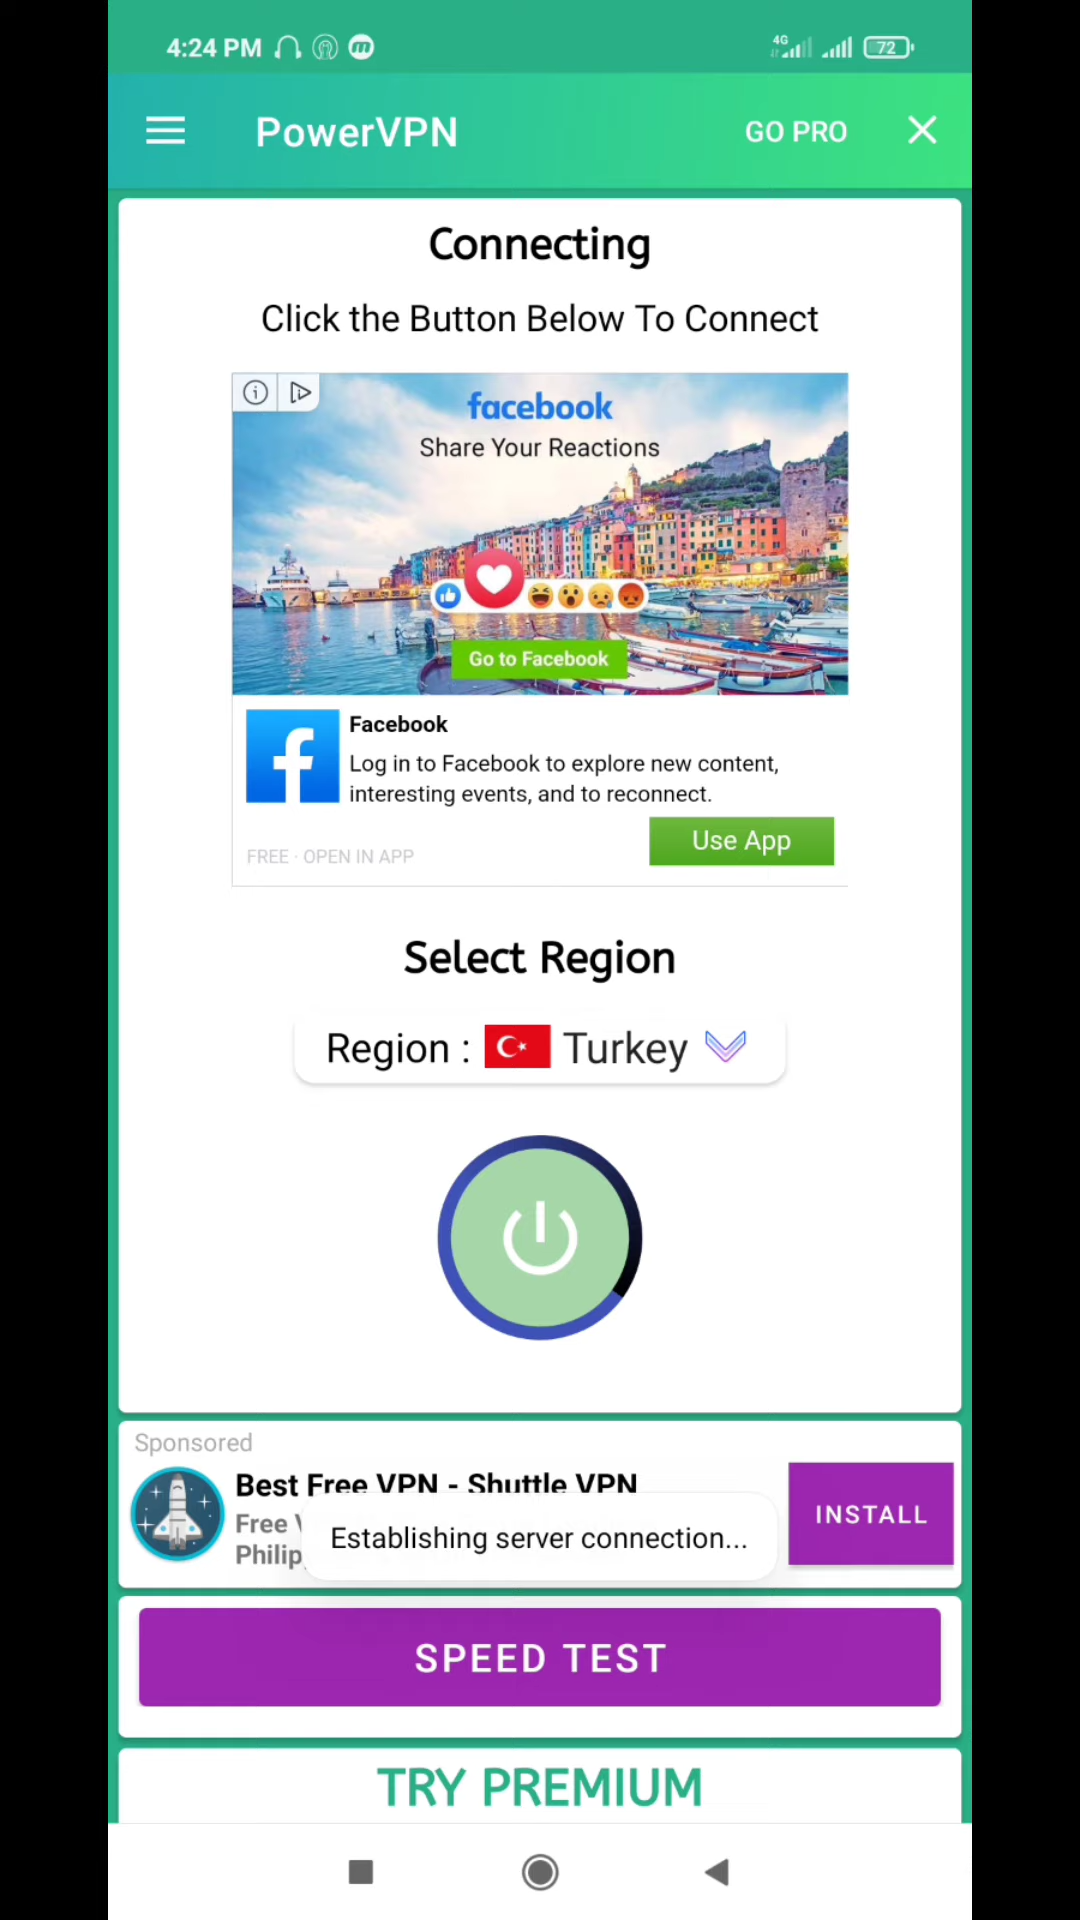 4:24 PM
4G
72
PowerVPN
GO PRO
Connecting
Click the Button Below To Connect
facebook
Share Your Reactions
Go to Facebook
Facebook
Log in to Facebook to explore new content,
interesting events, and to reconnect.
FREE · OPEN IN APP
Use App
Select Region
Region : Turkey
Sponsored
Best Free VPN - Shuttle VPN
Free
INSTALL
Establishing server connection...
SPEED TEST
TRY PREMIUM